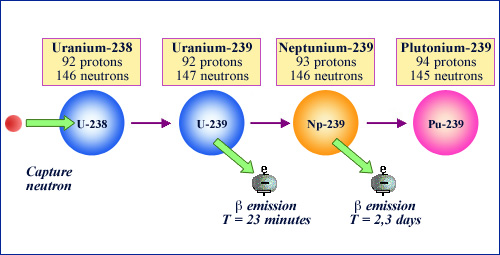 Uranium-238
92 protons
146 neutrons
Uranium-239
92 protons
147 neutrons
Neptunium-239
93 protons
146 neutrons
Plutonium-239
94 protons
145 neutrons
U-238
U-239
Np-239
Pu-239
Capture
neutron
e
–
β emission
T = 23 minutes
e
–
β emission
T = 2,3 days